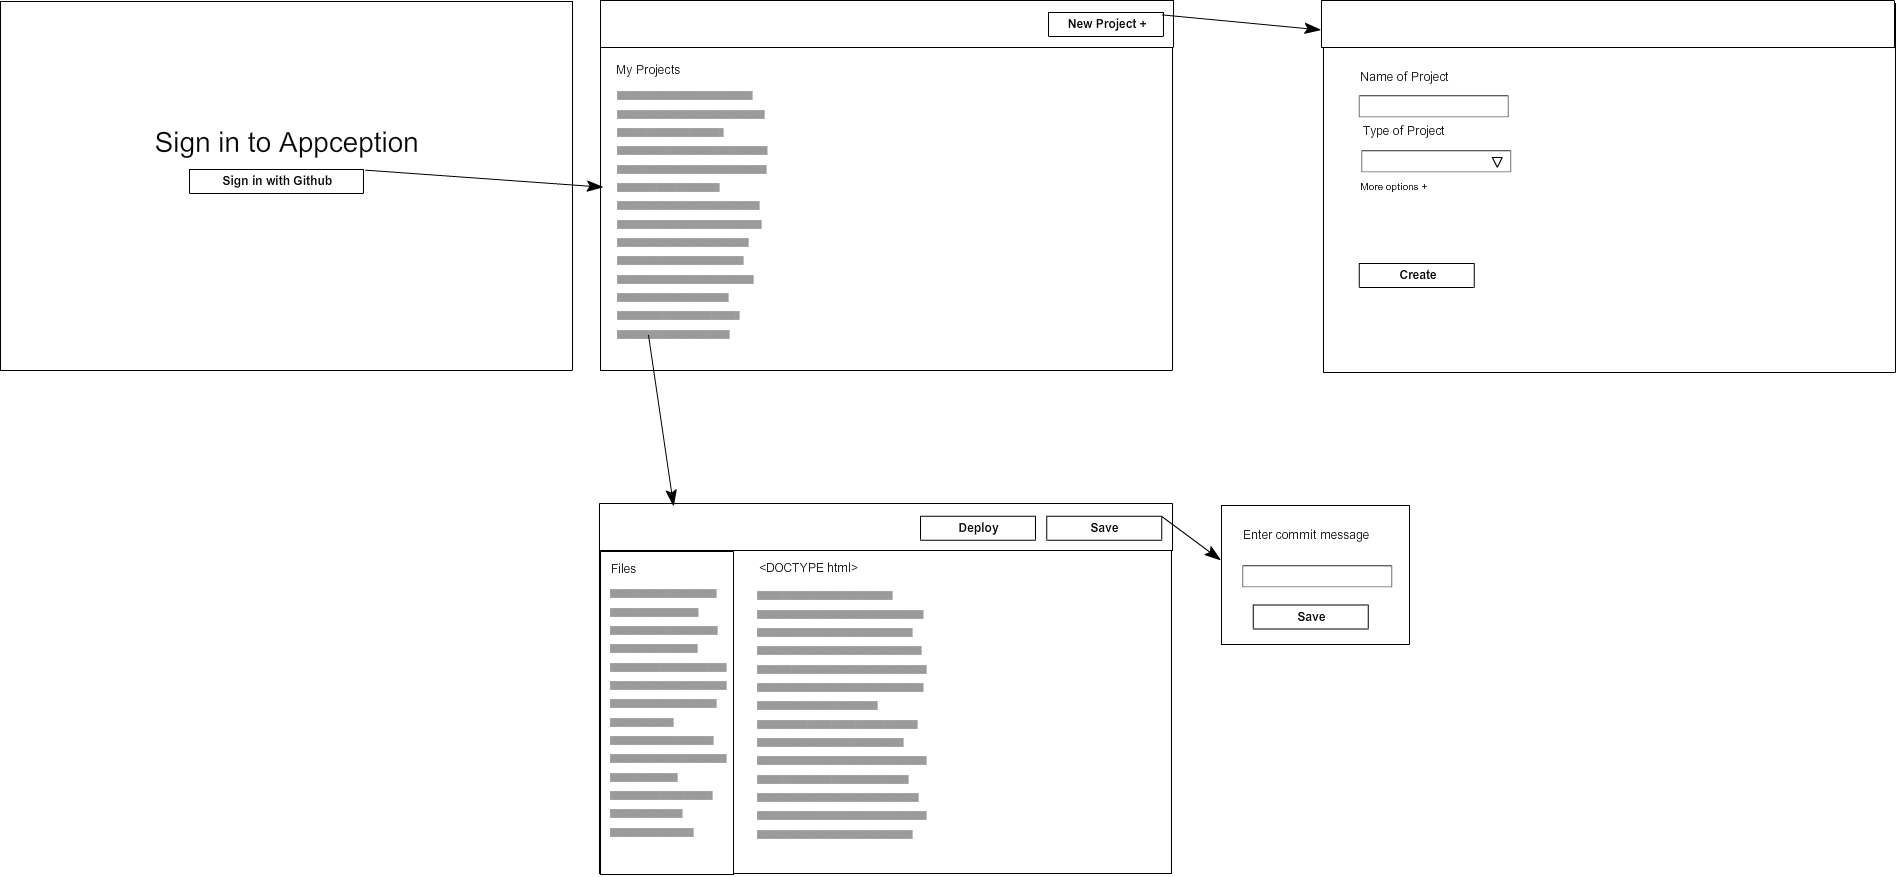 Sign in to Appception
Sign in with Github
New Project +
My Projects
Name of Project
Type of Project
More options +
Create
Deploy
Save
Files
<DOCTYPE html>
Enter commit message
Save